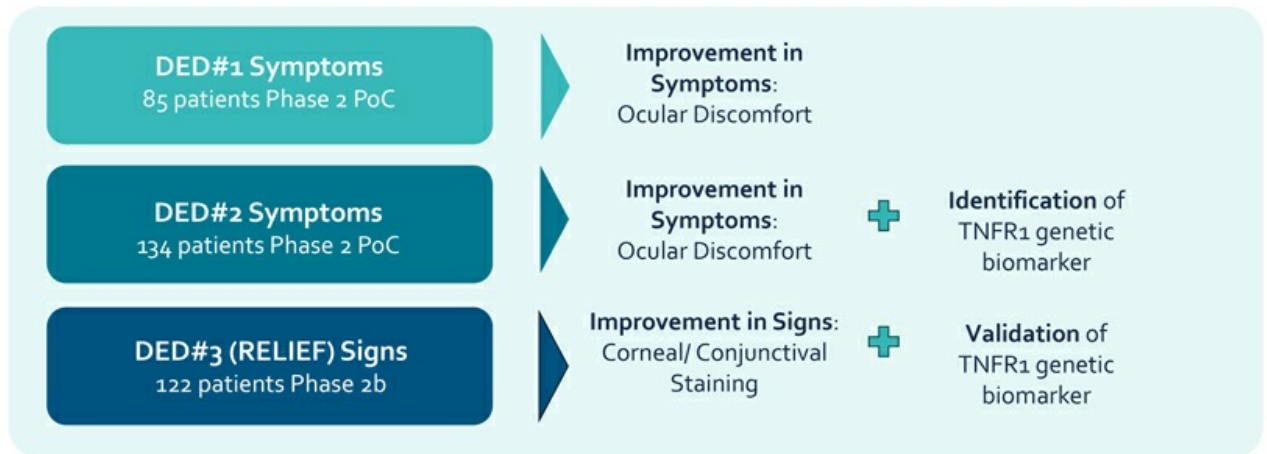 DED#1 Symptoms
85 patients Phase 2 PoC
Improvement in
Symptoms:
Ocular Discomfort
DED#2 Symptoms
134 patients Phase 2 PoC
Improvement in
Symptoms:
Ocular Discomfort
Identification of
TNFR1 genetic
biomarker
DED#3 (RELIEF) Signs
122 patients Phase 2b
Improvement in Signs:
Corneal/ Conjunctival
Staining
Validation of
TNFR1 genetic
biomarker